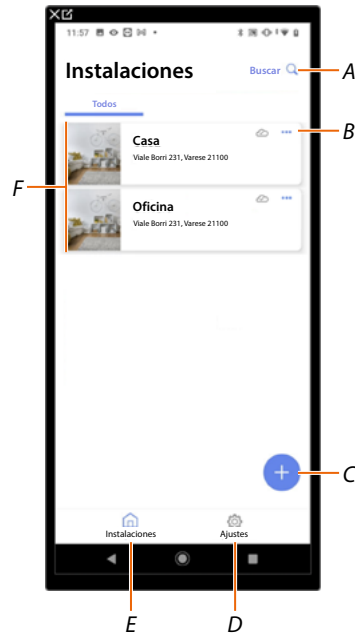 11:57
Instalaciones
Buscar
A
Todos
B
Casa
Viale Borri 231, Varese 21100
F
Oficina
Viale Borri 231, Varese 21100
C
Instalaciones
Ajustes
E
D